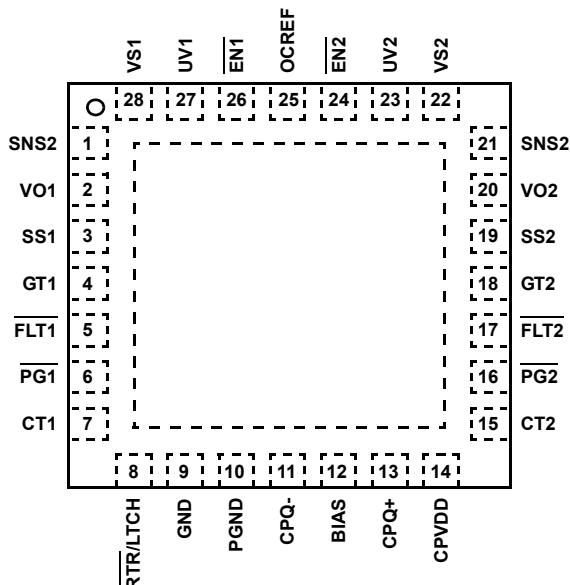 VS1 UV1 EN1 OCREF EN2 UV2 VS2
28 27 26 25 24 23 22
SNS2 1 21 SNS2
VO1 2 20 VO2
SS1 3 19 SS2
GT1 4 18 GT2
FLT1 5 17 FLT2
PG1 6 16 PG2
CT1 7 15 CT2
8 9 10 11 12 13 14
RTR/LTCH GND PGND CPQ- BIAS CPQ+ CPVDD